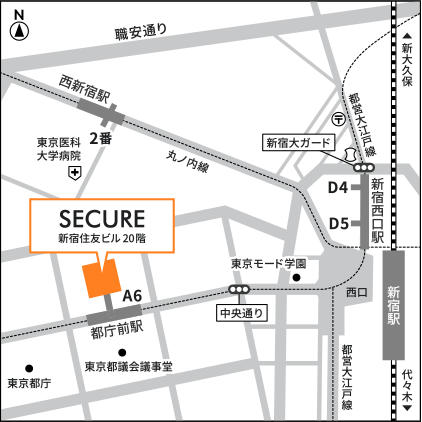 N
職安通り
▲新大久保
西新宿駅
都営大江戸線
2番
東京医科
大学病院
丸ノ内線
新宿大ガード
D4
新宿西口駅
D5
SECURE
新宿住友ビル 20階
東京モード学園
A6
西口
新宿駅
中央通り
都庁前駅
都営大江戸線
東京都議会議事堂
東京都庁
代々木▼